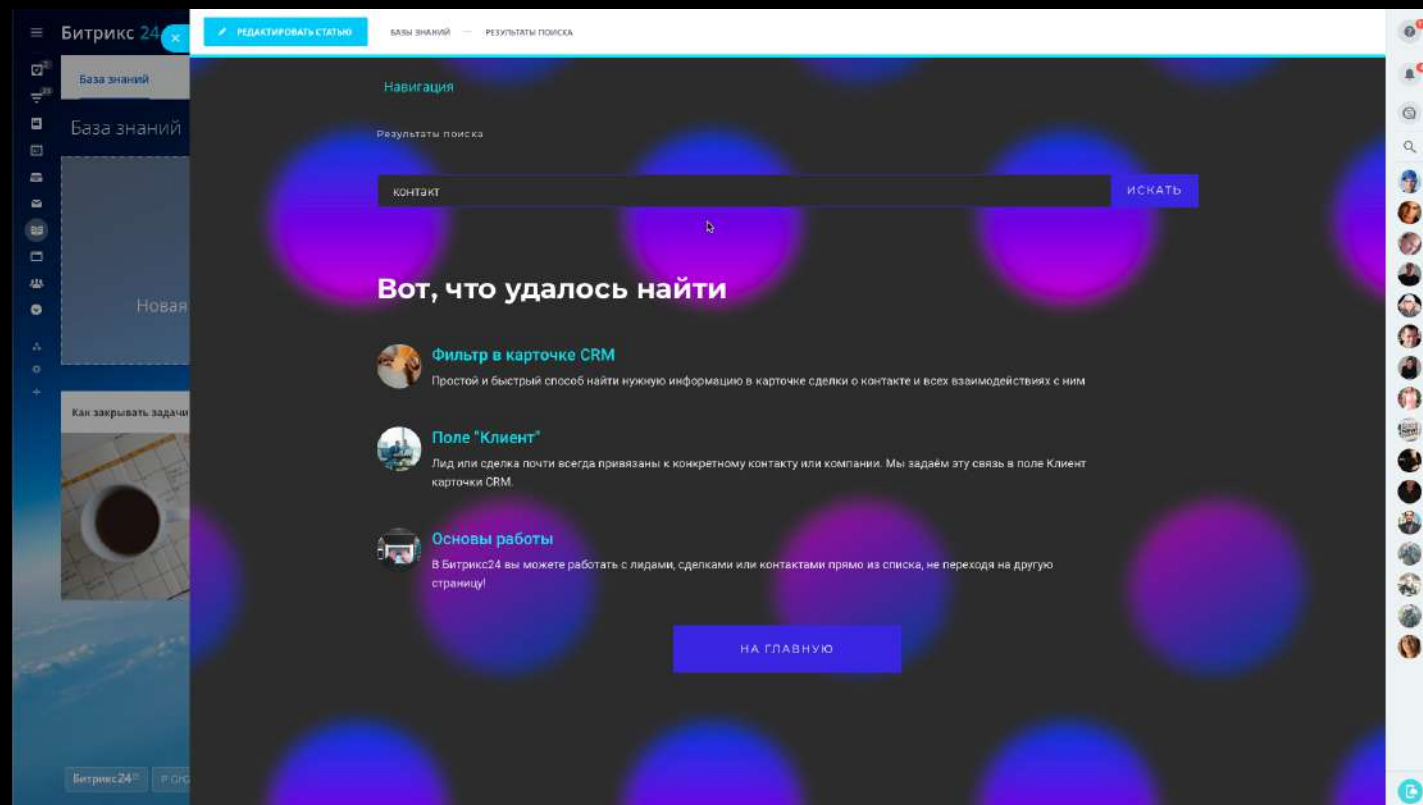 Битрикс 24
РЕДАКТИРОВАТЬ СТАТЬЮ
БАЗЫ ЗНАНИЙ — РЕЗУЛЬТАТЫ ПОИСКА
База знаний
Навигация
База знаний
Результаты поиска
контакт
ИСКАТЬ
Вот, что удалось найти
Новая
Фильтр в карточке CRM
Простой и быстрый способ найти нужную информацию в карточке сделки о контакте и всех взаимодействиях с ним
Как закрывать задачи
Поле "Клиент"
Лид или сделка почти всегда привязаны к конкретному контакту или компании. Мы задаём эту связь в поле Клиент
карточки CRM.
Основы работы
В Битрикс24 вы можете работать с лидами, сделками или контактами прямо из списка, не переходя на другую
страницу!
НА ГЛАВНУЮ
Битрикс24